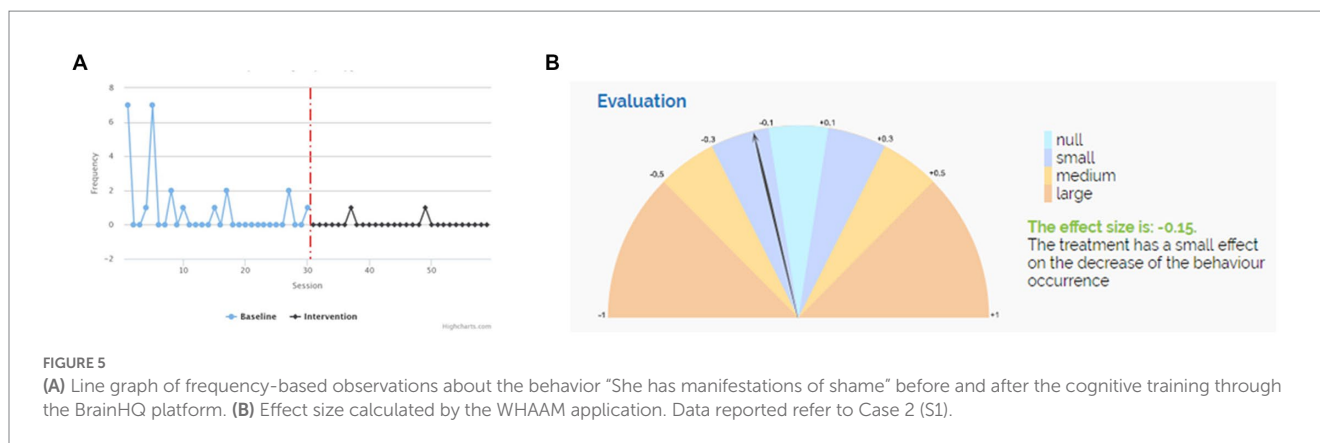 A
8
6
4
2
0
−2
Frequency
10
20
30
40
50
Session
Baseline
Intervention
Highcharts.com
B
Evaluation
-1
-0.5
-0.3
-0.1
+0.1
+0.3
+0.5
+1
null
small
medium
large
The effect size is: -0.15.
The treatment has a small effect
on the decrease of the behaviour
occurrence
FIGURE 5
(A) Line graph of frequency-based observations about the behavior “She has manifestations of shame” before and after the cognitive training through
the BrainHQ platform. (B) Effect size calculated by the WHAAM application. Data reported refer to Case 2 (S1).